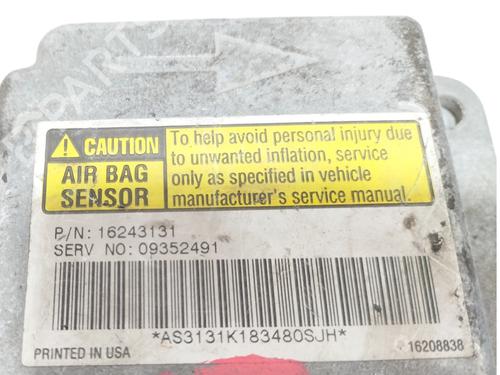 CAUTION
AIR BAG
SENSOR
To help avoid personal injury due
to unwanted inflation, service
only as specified in vehicle
manufacturer's service manual.
P/N: 16243131
SERV NO: 09352491
*AS3131K183480SJH*
PRINTED IN USA
16208838